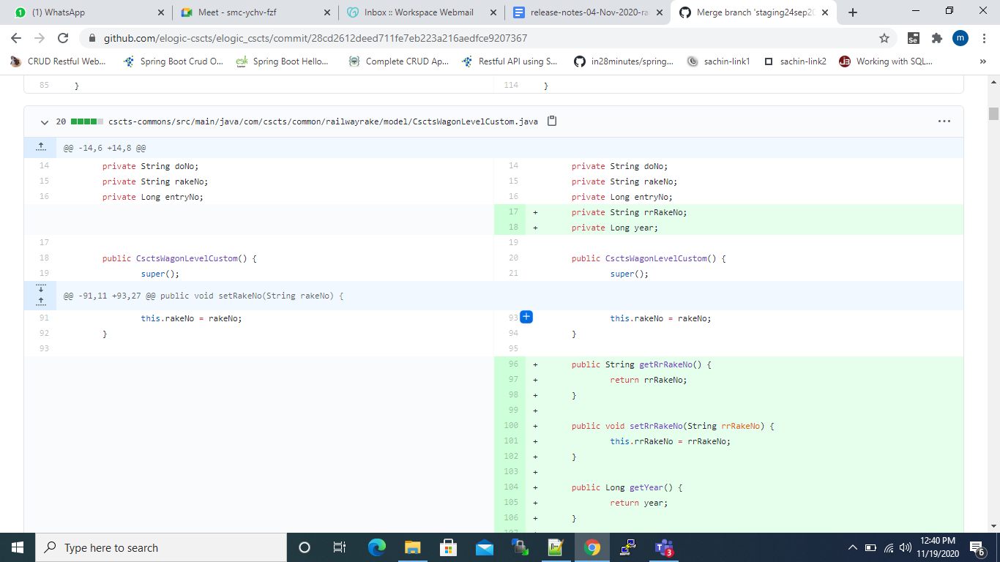 (1) WhatsApp
Meet - smc-ychv-fzf
Inbox :: Workspace Webmail
release-notes-04-Nov-2020-ra
Merge branch 'staging24sep20
github.com/elogic-cscts/elogic_cscts/commit/28cd2612deed711fe7eb223a216aedfce9207367
Se
m
CRUD Restful Web...
Spring Boot Crud O...
Spring Boot Hello...
Complete CRUD Ap...
Restful API using S...
in28minutes/spring...
sachin-link1
sachin-link2
Working with SQL...
»
85 } 114 }
20 cscts-commons/src/main/java/com/cscts/common/railwayrake/model/CsctsWagonLevelCustom.java
@@ -14,6 +14,8 @@
14 private String doNo; 14 private String doNo;
15 private String rakeNo; 15 private String rakeNo;
16 private Long entryNo; 16 private Long entryNo;
17 + private String rrRakeNo;
18 + private Long year;
17 19
18 public CsctsWagonLevelCustom() { 20 public CsctsWagonLevelCustom() {
19 super(); 21 super();
@@ -91,11 +93,27 @@ public void setRakeNo(String rakeNo) {
91 this.rakeNo = rakeNo; 93 this.rakeNo = rakeNo;
92 } 94 }
93 95
96 + public String getRrRakeNo() {
97 + return rrRakeNo;
98 + }
99 +
100 + public void setRrRakeNo(String rrRakeNo) {
101 + this.rrRakeNo = rrRakeNo;
102 + }
103 +
104 + public Long getYear() {
105 + return year;
106 + }
107 +
Type here to search
3
12:40 PM
11/19/2020
6